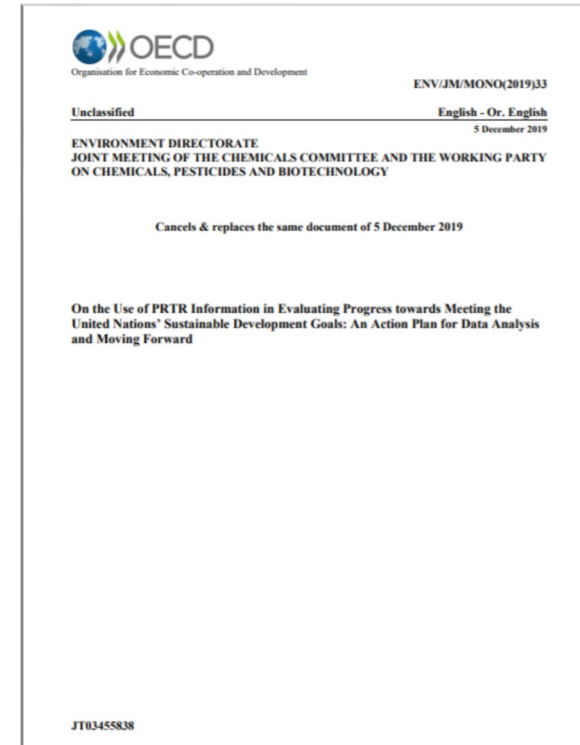 OECD
Organisation for Economic Co-operation and Development
ENV/JM/MONO(2019)33
Unclassified English - Or. English
5 December 2019
ENVIRONMENT DIRECTORATE
JOINT MEETING OF THE CHEMICALS COMMITTEE AND THE WORKING PARTY
ON CHEMICALS, PESTICIDES AND BIOTECHNOLOGY
Cancels & replaces the same document of 5 December 2019
On the Use of PRTR Information in Evaluating Progress towards Meeting the
United Nations' Sustainable Development Goals: An Action Plan for Data Analysis
and Moving Forward
JT03455838